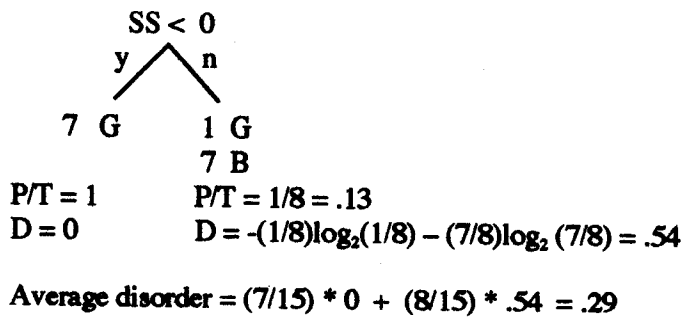 SS < 0
y n
7 G 1 G
7 B
P/T = 1 P/T = 1/8 = .13
D = 0 D = -(1/8)log₂(1/8) – (7/8)log₂ (7/8) = .54
Average disorder = (7/15) * 0 + (8/15) * .54 = .29